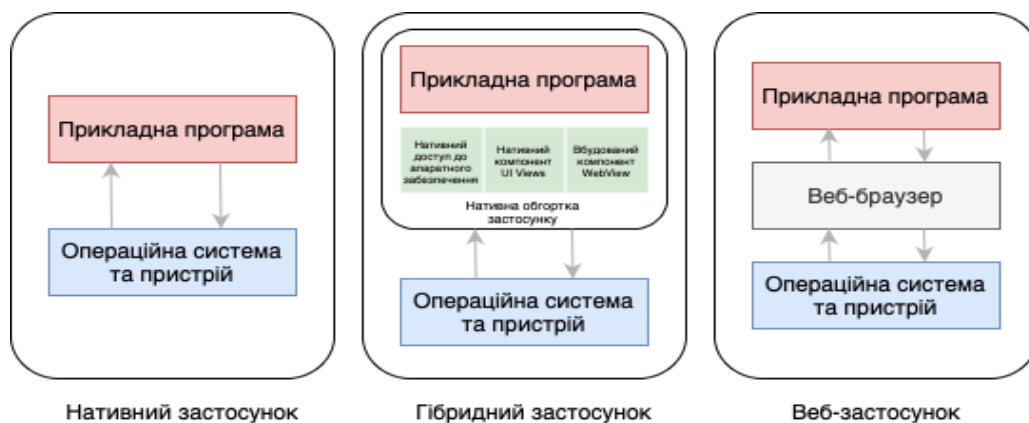 Прикладна програма
Операційна система
та пристрій
Нативний застосунок
Прикладна програма
Нативний
доступ до
апаратного
забезпечення
Нативний
компонент
UI Views
Вбудований
компонент
WebView
Нативна обгортка
застосунку
Операційна система
та пристрій
Гібридний застосунок
Прикладна програма
Веб-браузер
Операційна система
та пристрій
Веб-застосунок